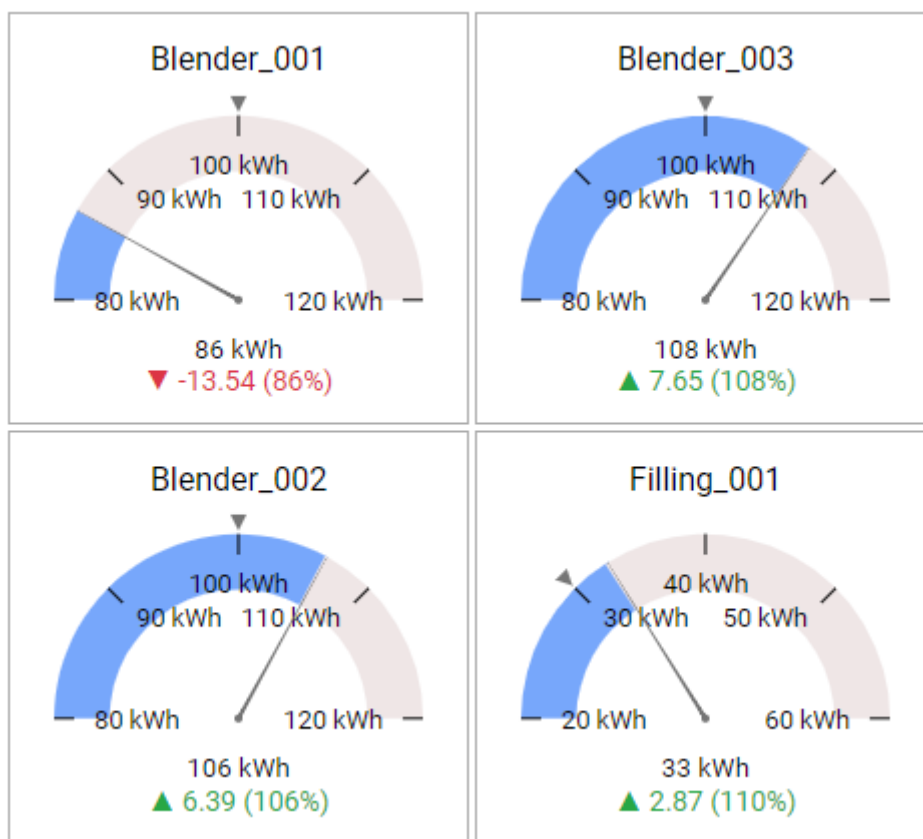 Blender_001
100 kWh
90 kWh 110 kWh
80 kWh 120 kWh
86 kWh
▼ -13.54 (86%)
Blender_003
100 kWh
90 kWh 110 kWh
80 kWh 120 kWh
108 kWh
▲ 7.65 (108%)
Blender_002
100 kWh
90 kWh 110 kWh
80 kWh 120 kWh
106 kWh
▲ 6.39 (106%)
Filling_001
40 kWh
30 kWh 50 kWh
20 kWh 60 kWh
33 kWh
▲ 2.87 (110%)